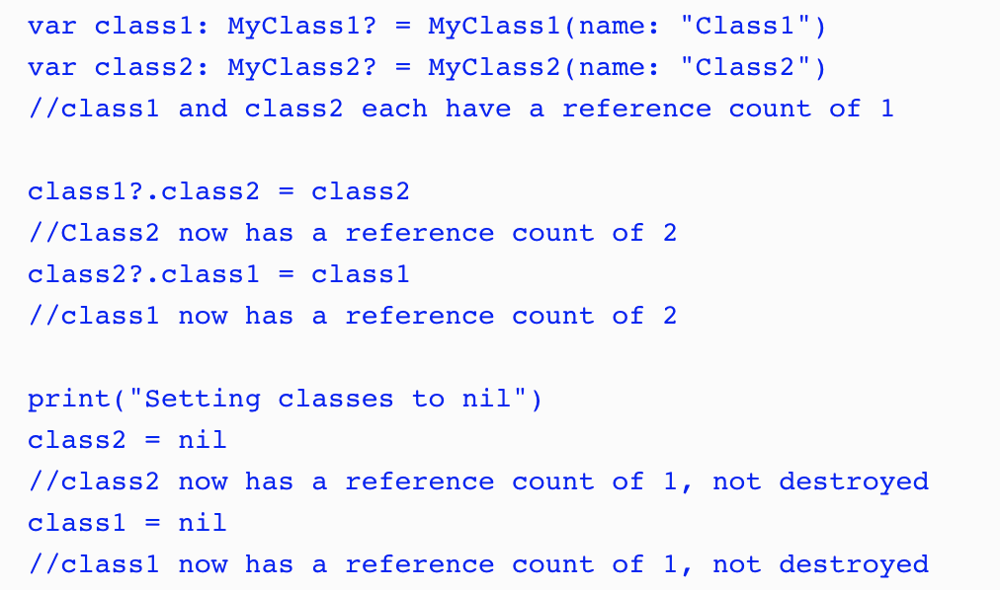 var class1: MyClass1? = MyClass1(name: "Class1")
var class2: MyClass2? = MyClass2(name: "Class2")
//class1 and class2 each have a reference count of 1
class1?.class2 = class2
//Class2 now has a reference count of 2
class2?.class1 = class1
//class1 now has a reference count of 2
print("Setting classes to nil")
class2 = nil
//class2 now has a reference count of 1, not destroyed
class1 = nil
//class1 now has a reference count of 1, not destroyed